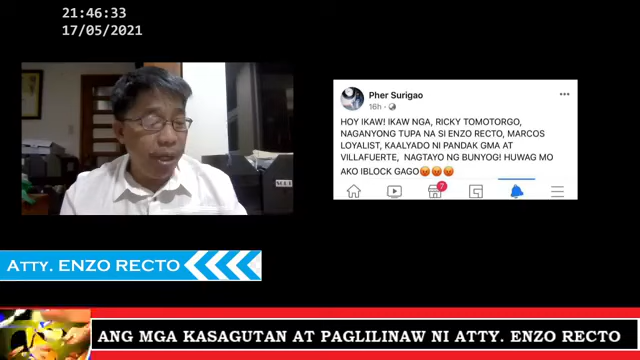 21:46:33
17/05/2021
Pher Surigao
16h
HOY IKAW! IKAW NGA, RICKY TOMOTORGO,
NAGANYONG TUPA NA SI ENZO RECTO, MARCOS
LOYALIST, KAALYADO NI PANDAK GMA AT
VILLAFUERTE, NAGTAYO NG BUNYOG! HUWAG MO
AKO IBLOCK GAGO😡😡😡
7
ATTY. ENZO RECTO
ANG MGA KASAGUTAN AT PAGLILINAW NI ATTY. ENZO RECTO